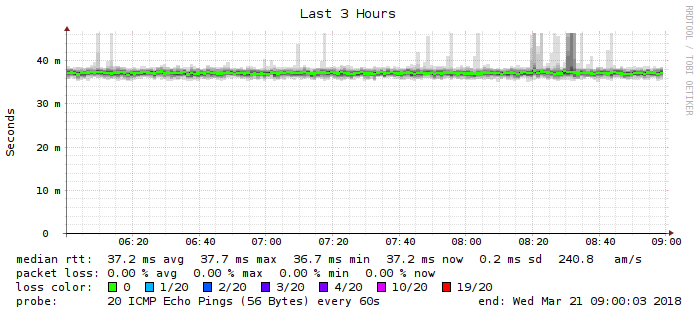 Last 3 Hours
RRDTOOL / TOBI OETIKER
Seconds
40 m
30 m
20 m
10 m
0
06:20 06:40 07:00 07:20 07:40 08:00 08:20 08:40 09:00
median rtt: 37.2 ms avg 37.7 ms max 36.7 ms min 37.2 ms now 0.2 ms sd 240.8 am/s
packet loss: 0.00 % avg 0.00 % max 0.00 % min 0.00 % now
loss color: 0 1/20 2/20 3/20 4/20 10/20 19/20
probe: 20 ICMP Echo Pings (56 Bytes) every 60s end: Wed Mar 21 09:00:03 2018